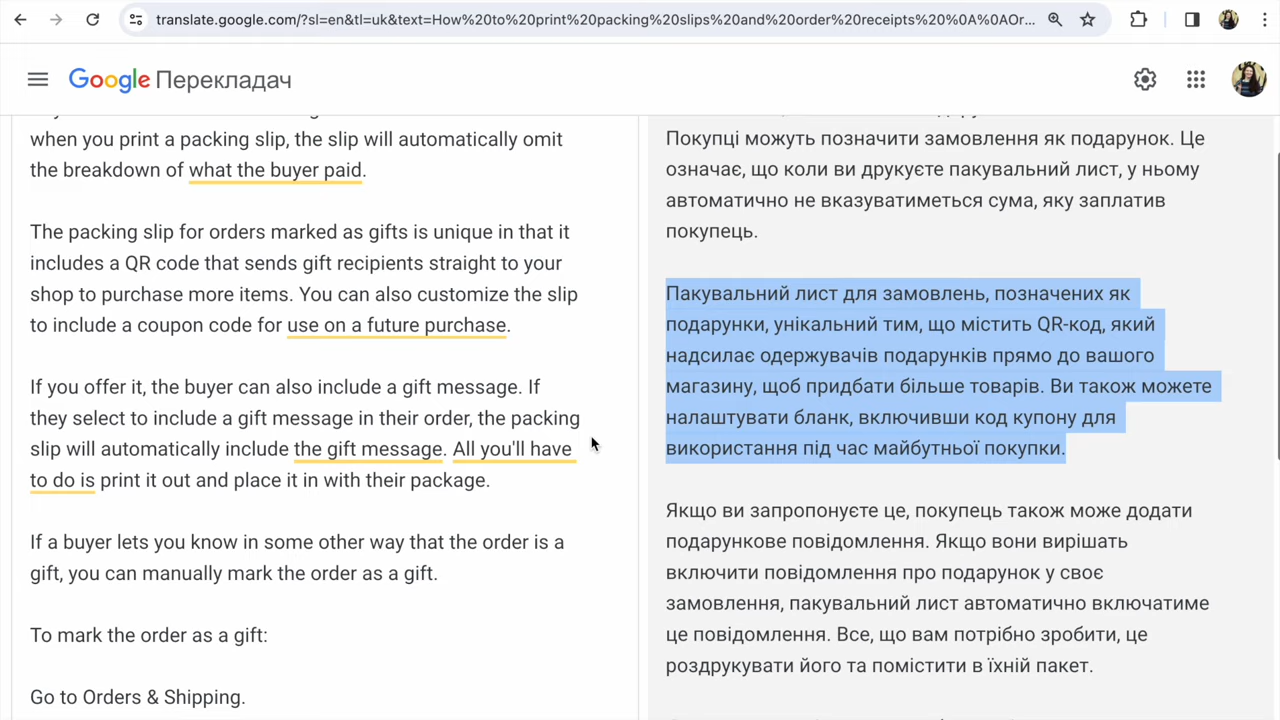 translate.google.com/?sl=en&tl=uk&text=How%20to%20print%20packing%20slips%20and%20order%20receipts%20%0A%0AOr...
Google Перекладач
when you print a packing slip, the slip will automatically omit
the breakdown of what the buyer paid.
The packing slip for orders marked as gifts is unique in that it
includes a QR code that sends gift recipients straight to your
shop to purchase more items. You can also customize the slip
to include a coupon code for use on a future purchase.
If you offer it, the buyer can also include a gift message. If
they select to include a gift message in their order, the packing
slip will automatically include the gift message. All you'll have
to do is print it out and place it in with their package.
If a buyer lets you know in some other way that the order is a
gift, you can manually mark the order as a gift.
To mark the order as a gift:
Go to Orders & Shipping.
Покупці можуть позначити замовлення як подарунок. Це
означає, що коли ви друкуєте пакувальний лист, у ньому
автоматично не вказуватиметься сума, яку заплатив
покупець.
Пакувальний лист для замовлень, позначених як
подарунки, унікальний тим, що містить QR-код, який
надсилає одержувачів подарунків прямо до вашого
магазину, щоб придбати більше товарів. Ви також можете
налаштувати бланк, включивши код купону для
використання під час майбутньої покупки.
Якщо ви запропонуєте це, покупець також може додати
подарункове повідомлення. Якщо вони вирішать
включити повідомлення про подарунок у своє
замовлення, пакувальний лист автоматично включатиме
це повідомлення. Все, що вам потрібно зробити, це
роздрукувати його та помістити в їхній пакет.